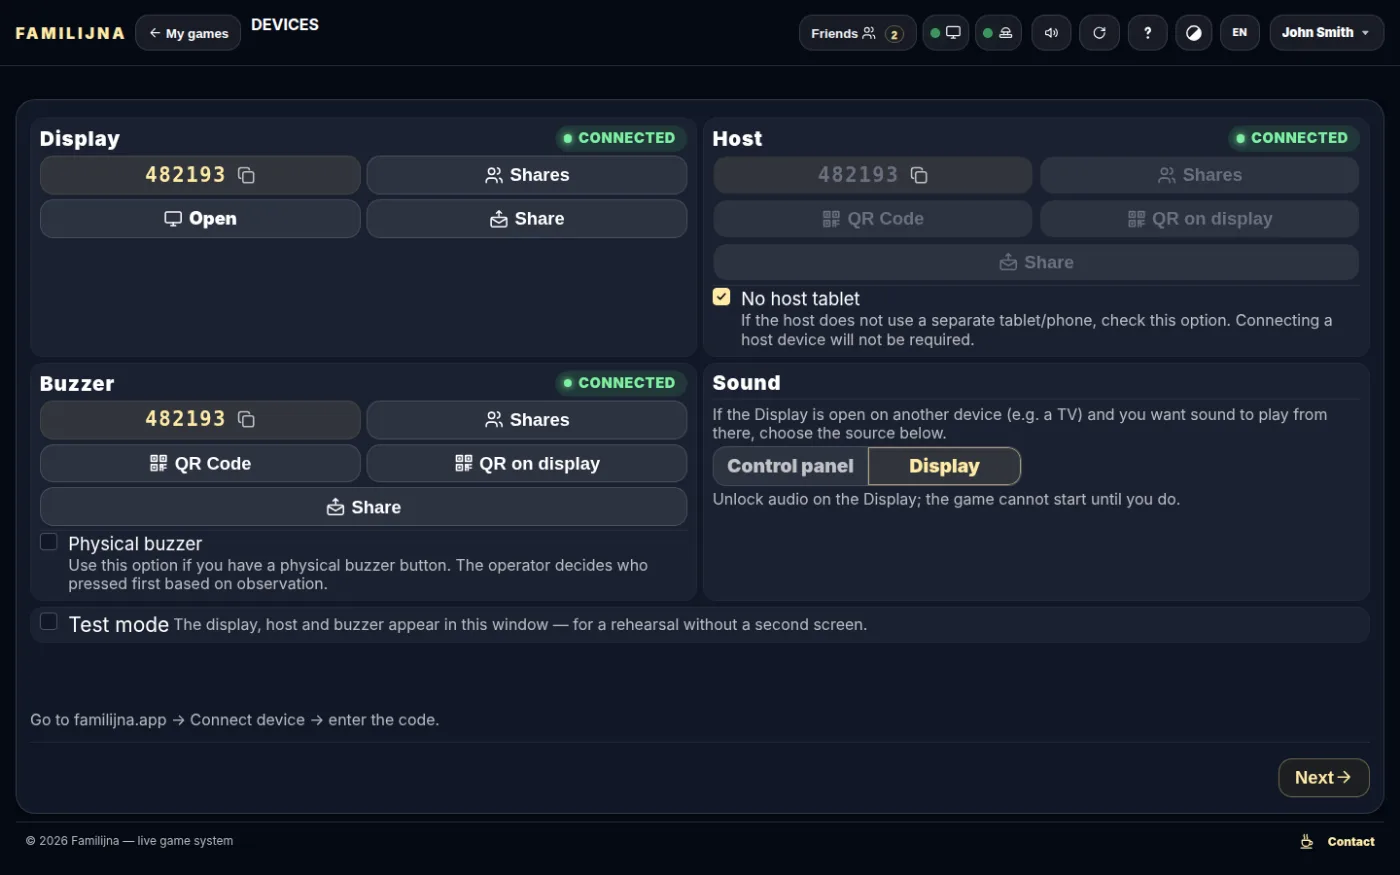 FAMILIJNA
My games
DEVICES
Friends 2
?
EN
John Smith
Display
CONNECTED
482193
Shares
Open
Share
Host
CONNECTED
482193
Shares
QR Code
QR on display
Share
No host tablet
If the host does not use a separate tablet/phone, check this option. Connecting a
host device will not be required.
Buzzer
CONNECTED
482193
Shares
QR Code
QR on display
Share
Physical buzzer
Use this option if you have a physical buzzer button. The operator decides who
pressed first based on observation.
Sound
If the Display is open on another device (e.g. a TV) and you want sound to play from
there, choose the source below.
Control panel
Display
Unlock audio on the Display; the game cannot start until you do.
Test mode The display, host and buzzer appear in this window — for a rehearsal without a second screen.
Go to familijna.app → Connect device → enter the code.
Next →
© 2026 Familijna — live game system
Contact